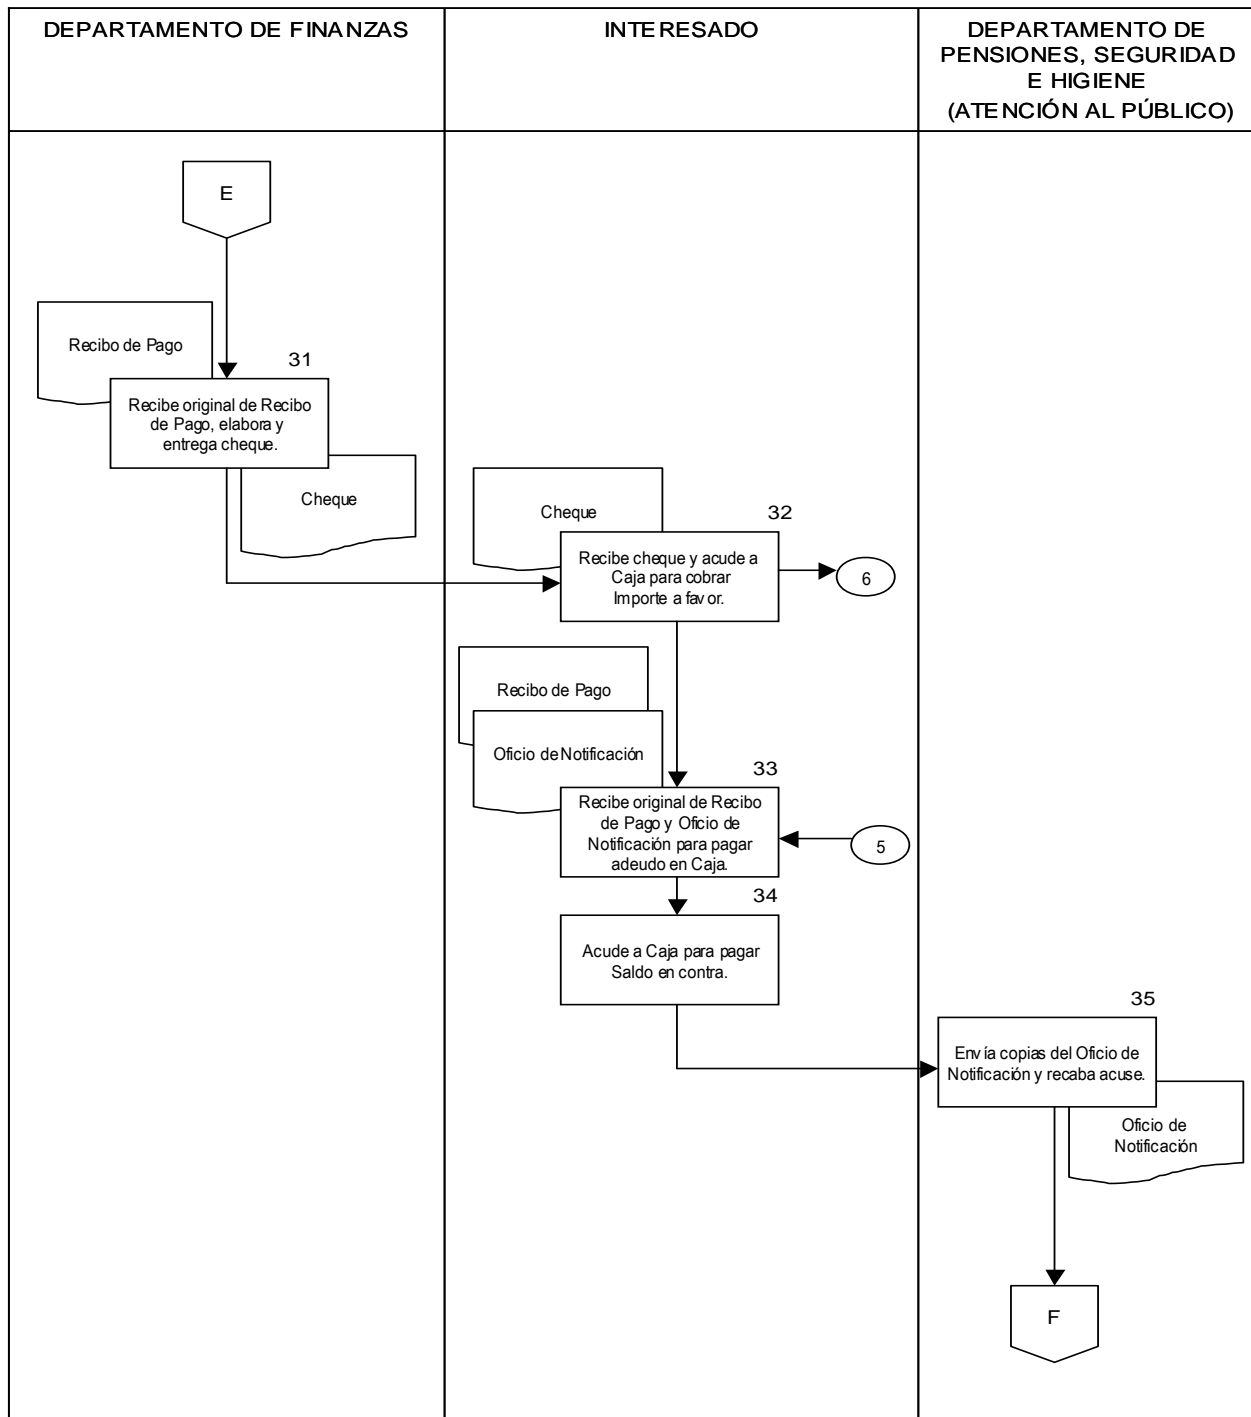 DEPARTAMENTO DE FINANZAS
INTERESADO
DEPARTAMENTO DE
PENSIONES, SEGURIDAD
E HIGIENE
(ATENCIÓN AL PÚBLICO)
E
Recibo de Pago
31
Recibe original de Recibo
de Pago, elabora y
entrega cheque.
Cheque
Cheque
32
Recibe cheque y acude a
Caja para cobrar
Importe a favor.
6
Recibo de Pago
Oficio de Notificación
33
Recibe original de Recibo
de Pago y Oficio de
Notificación para pagar
adeudo en Caja.
5
34
Acude a Caja para pagar
Saldo en contra.
35
Envía copias del Oficio de
Notificación y recaba acuse.
Oficio de
Notificación
F